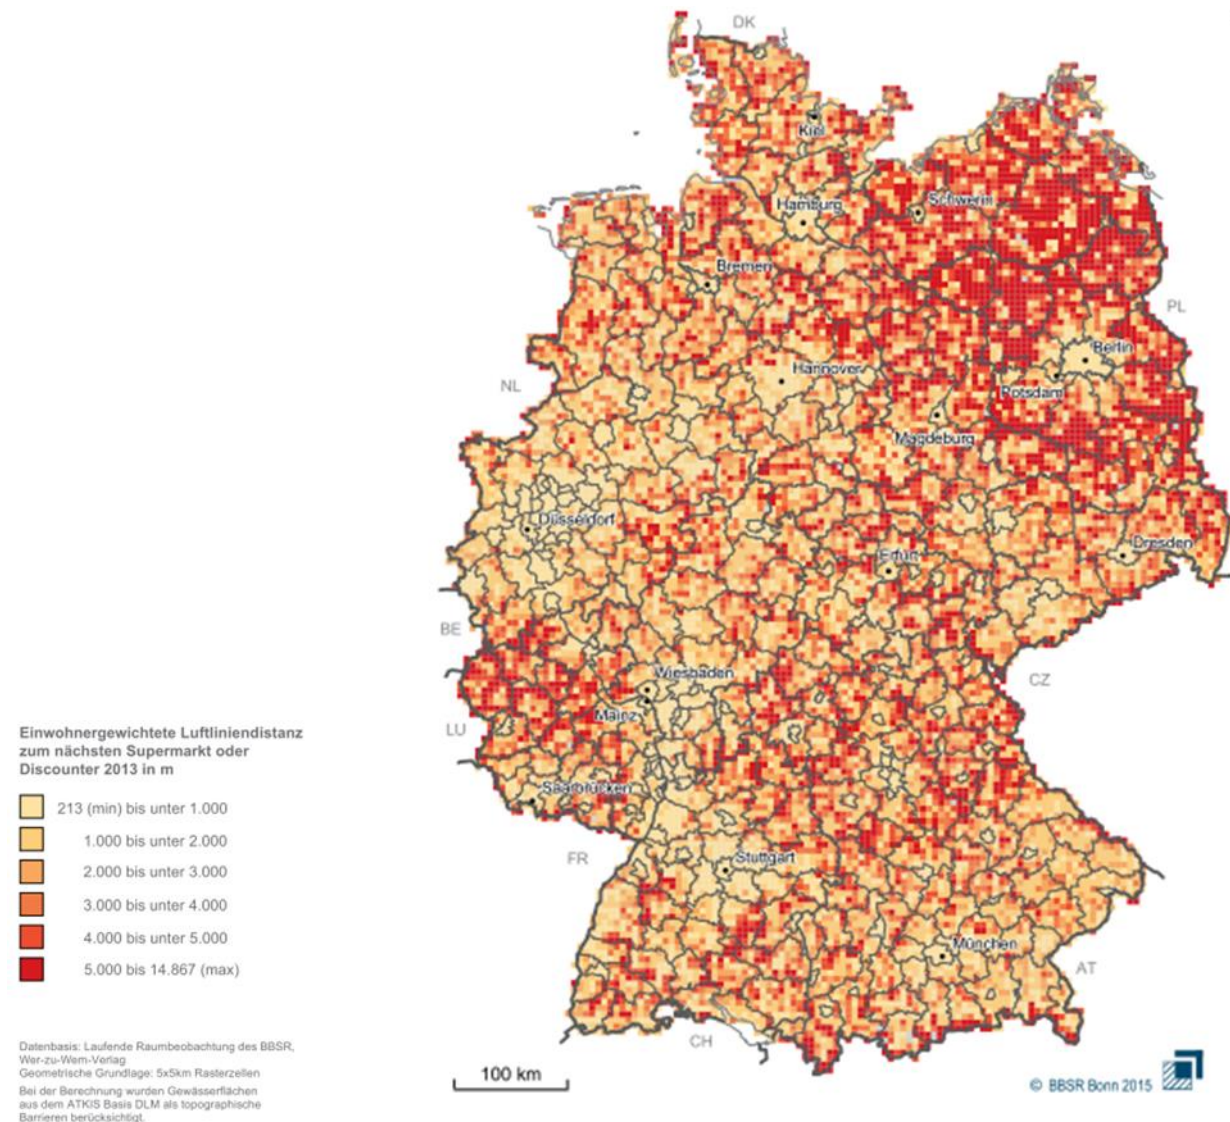 DK
Kiel
Schwerin
Hamburg
Bremen
PL
Berlin
Hannover
NL
Potsdam
Magdeburg
Düsseldorf
Dresden
Erfurt
BE
Wiesbaden
CZ
Mainz
LU
Saarbrücken
FR
Stuttgart
München
AT
CH
Einwohnergewichtete Luftliniendistanz
zum nächsten Supermarkt oder
Discounter 2013 in m
213 (min) bis unter 1.000
1.000 bis unter 2.000
2.000 bis unter 3.000
3.000 bis unter 4.000
4.000 bis unter 5.000
5.000 bis 14.867 (max)
Datenbasis: Laufende Raumbeobachtung des BBSR,
Wer-zu-Wem-Verlag
Geometrische Grundlage: 5x5km Rasterzellen
Bei der Berechnung wurden Gewässerflächen
aus dem ATKIS Basis DLM als topographische
Barrieren berücksichtigt.
100 km
© BBSR Bonn 2015